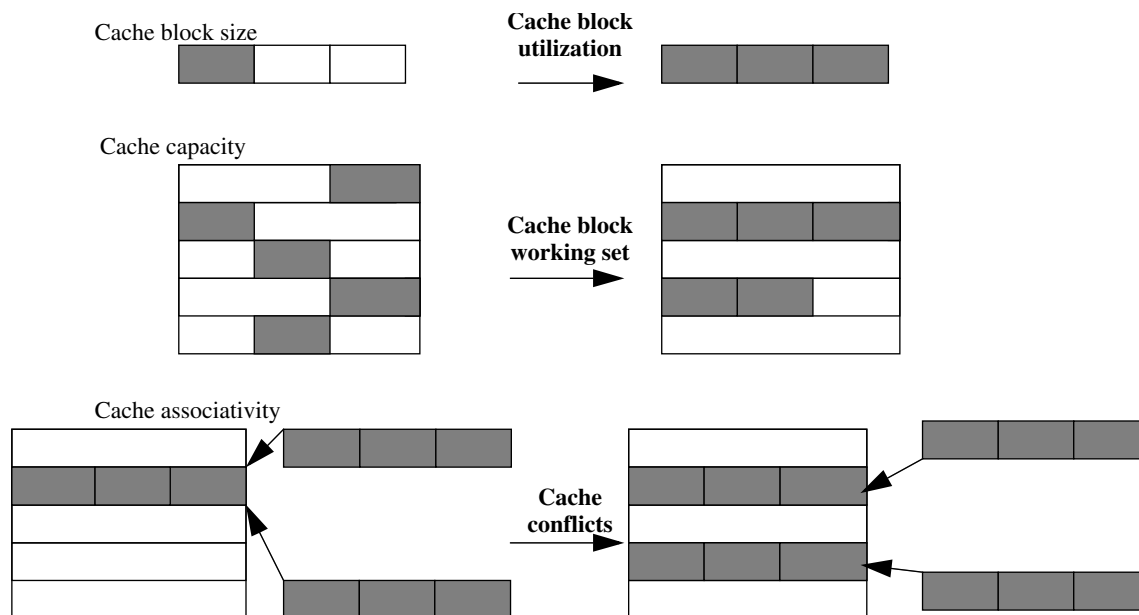 Cache block size
Cache block
utilization
Cache capacity
Cache block
working set
Cache associativity
Cache
conflicts